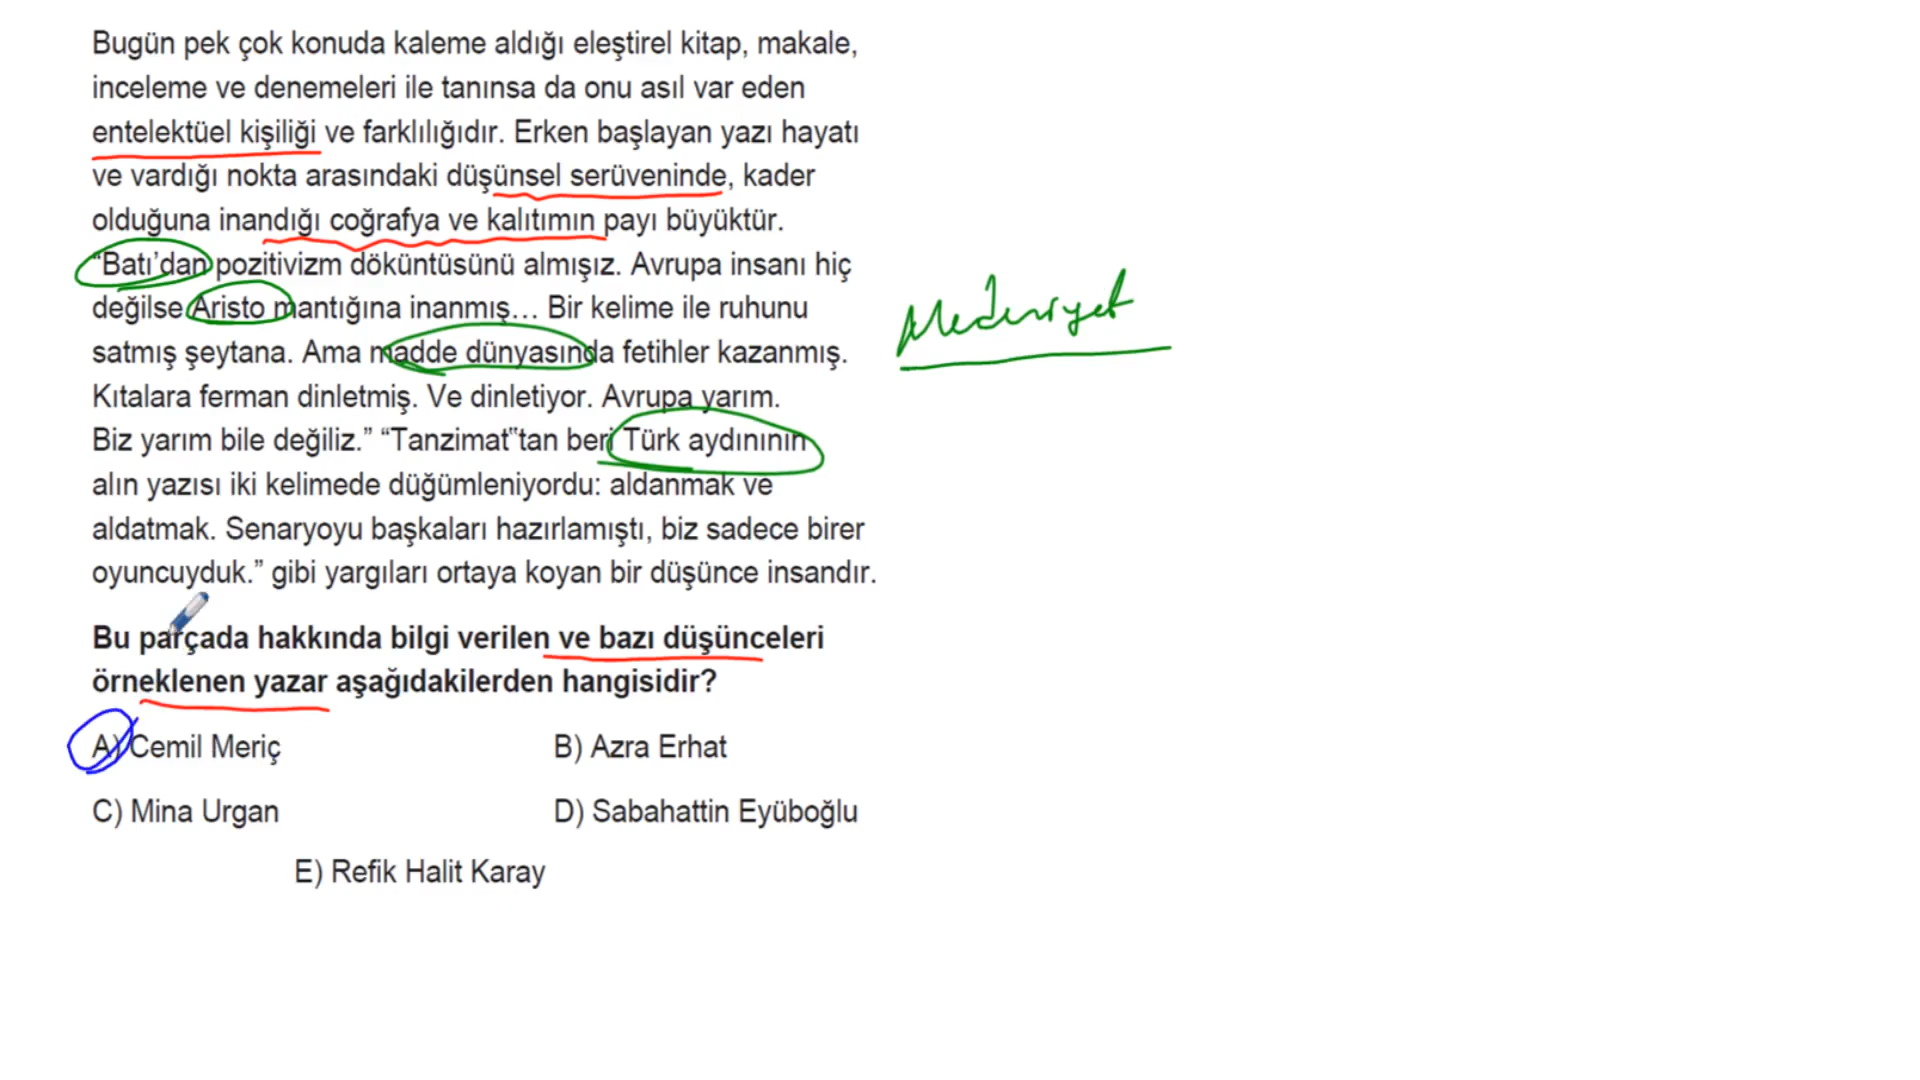 Bugün pek çok konuda kaleme aldığı eleştirel kitap, makale,
inceleme ve denemeleri ile tanınsa da onu asıl var eden
entelektüel kişiliği ve farklılığıdır. Erken başlayan yazı hayatı
ve vardığı nokta arasındaki düşünsel serüveninde, kader
olduğuna inandığı coğrafya ve kalıtımın payı büyüktür.
“Batı’dan pozitivizm döküntüsünü almışız. Avrupa insanı hiç
değilse Aristo mantığına inanmış… Bir kelime ile ruhunu
satmış şeytana. Ama madde dünyasında fetihler kazanmış.
Kıtalara ferman dinletmiş. Ve dinletiyor. Avrupa yarım.
Biz yarım bile değiliz.” “Tanzimat‟tan beri Türk aydınının
alın yazısı iki kelimede düğümleniyordu: aldanmak ve
aldatmak. Senaryoyu başkaları hazırlamıştı, biz sadece birer
oyuncuyduk.” gibi yargıları ortaya koyan bir düşünce insandır.
Medeniyet
Bu parçada hakkında bilgi verilen ve bazı düşünceleri
örneklenen yazar aşağıdakilerden hangisidir?
A) Cemil Meriç
B) Azra Erhat
C) Mina Urgan
D) Sabahattin Eyüboğlu
E) Refik Halit Karay